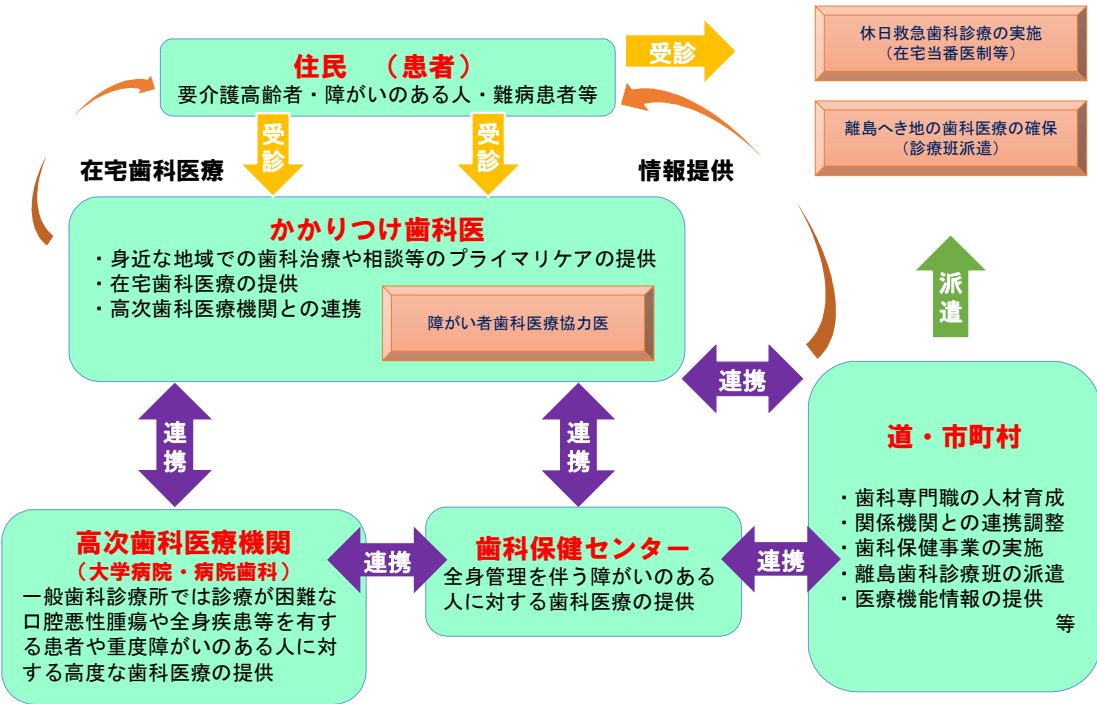 住民　（患者）
要介護高齢者・障がいのある人・難病患者等
受診
休日救急歯科診療の実施
（在宅当番医制等）
離島へき地の歯科医療の確保
（診療班派遣）
受診
受診
在宅歯科医療
情報提供
かかりつけ歯科医
・身近な地域での歯科治療や相談等のプライマリケアの提供
・在宅歯科医療の提供
・高次歯科医療機関との連携
障がい者歯科医療協力医
派遣
連携
連携
連携
道・市町村
・歯科専門職の人材育成
・関係機関との連携調整
・歯科保健事業の実施
・離島歯科診療班の派遣
・医療機能情報の提供
等
高次歯科医療機関
（大学病院・病院歯科）
一般歯科診療所では診療が困難な
口腔悪性腫瘍や全身疾患等を有す
る患者や重度障がいのある人に対
する高度な歯科医療の提供
連携
歯科保健センター
全身管理を伴う障がいのある
人に対する歯科医療の提供
連携